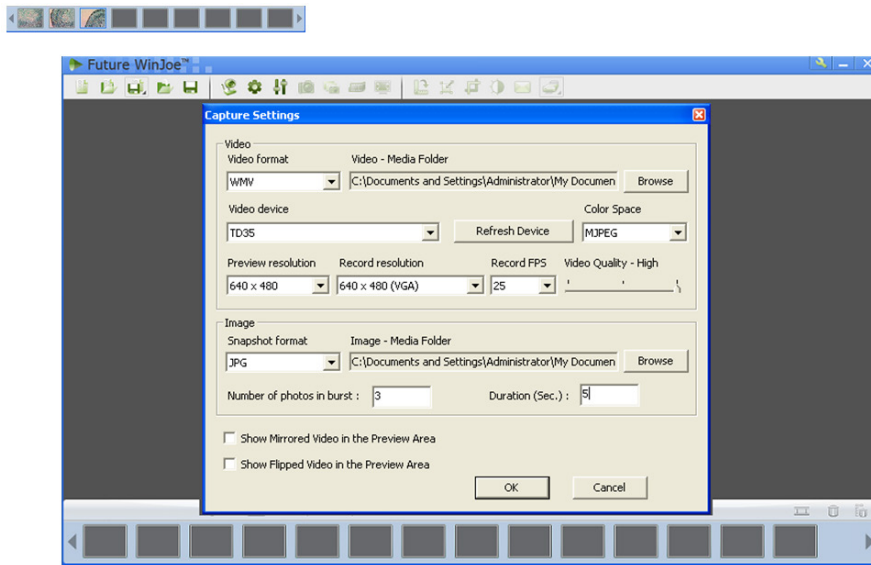 Future WinJoe™
Capture Settings
Video
Video format Video - Media Folder
WMV C:\Documents and Settings\Administrator\My Documen Browse
Video device Color Space
TD35 Refresh Device MJPEG
Preview resolution Record resolution Record FPS Video Quality - High
640 x 480 640 x 480 (VGA) 25
Image
Snapshot format Image - Media Folder
JPG C:\Documents and Settings\Administrator\My Documen Browse
Number of photos in burst : 3 Duration (Sec.) : 5
Show Mirrored Video in the Preview Area
Show Flipped Video in the Preview Area
OK Cancel